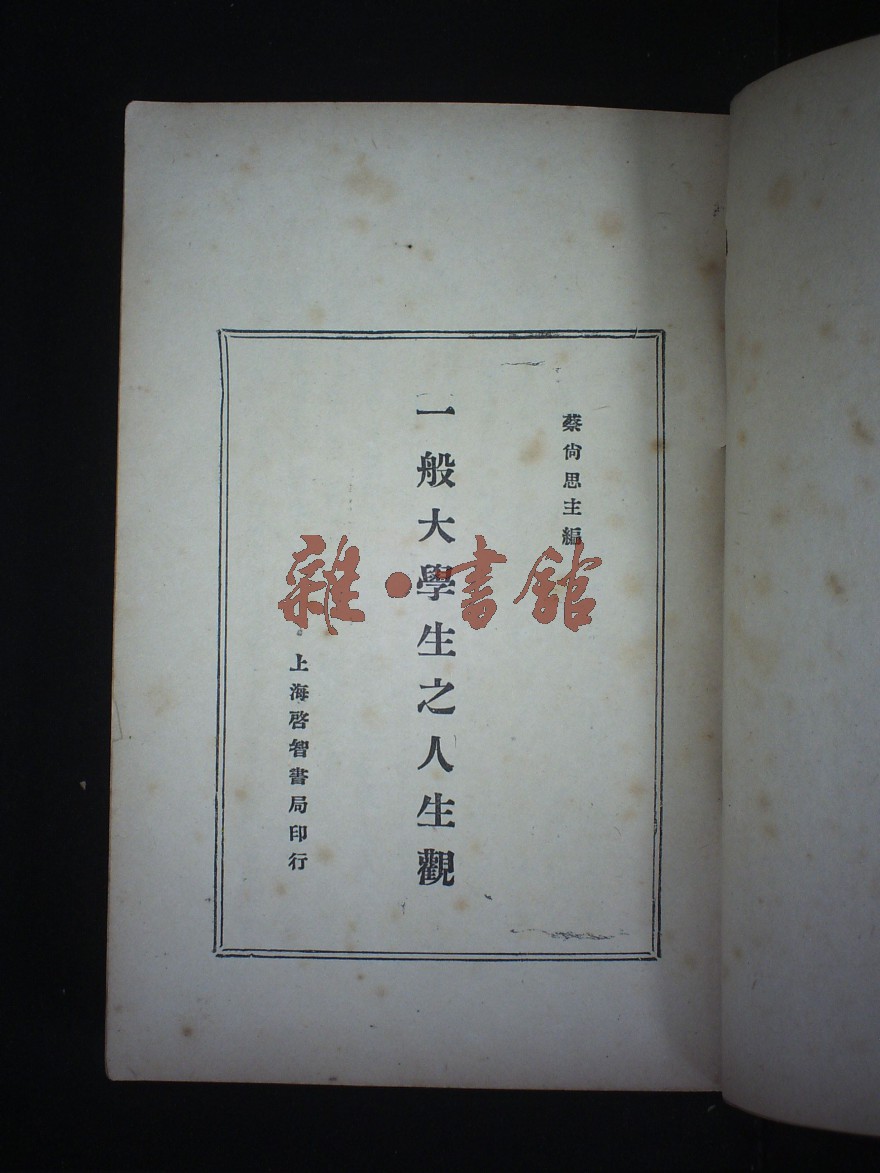 蔡尙思主編
一般大學生之人生觀
上海啓智書局印行
雜·書館